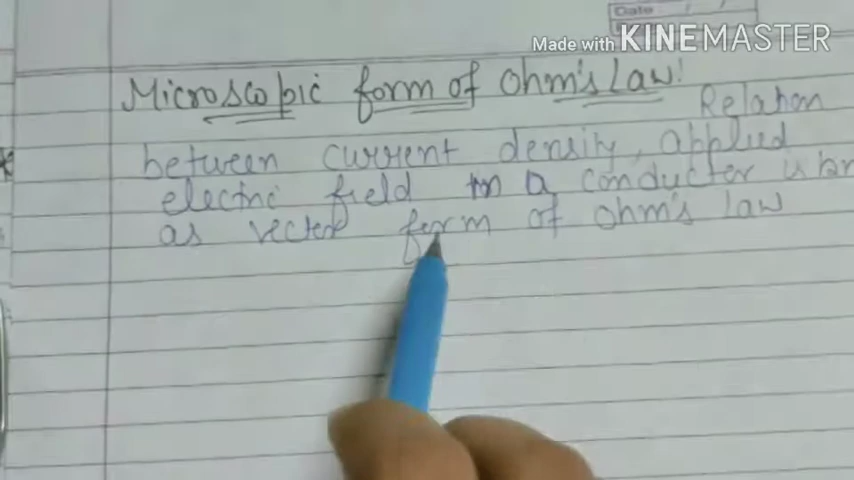 Date
Made with KINEMASTER
Microscopic form of Ohm's Law:
Relation
between current density, applied
electric field in a conductor is
as vector form of ohm's law